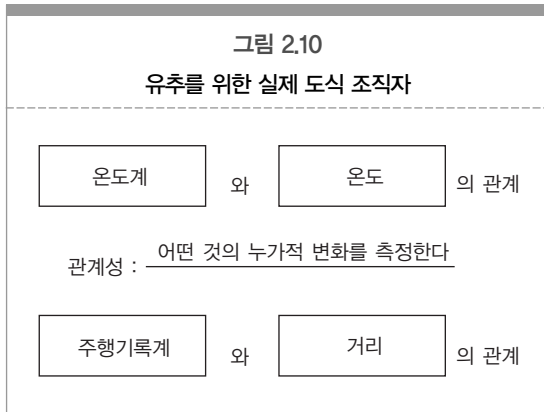 그림 2.10
유추를 위한 실제 도식 조직자
온도계 와 온도 의 관계
관계성 : 어떤 것의 누가적 변화를 측정한다
주행기록계 와 거리 의 관계